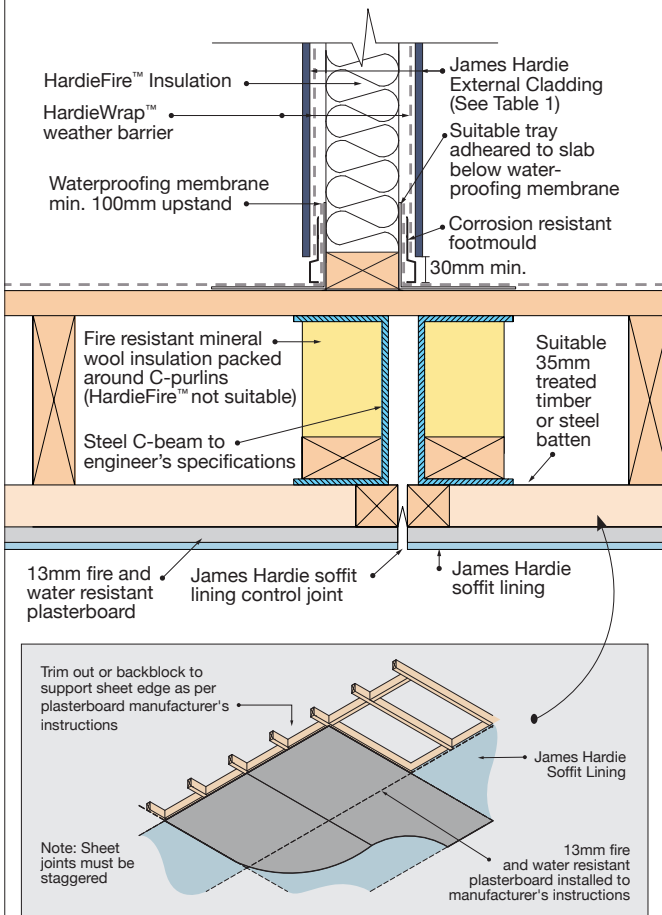 HardieFire™ Insulation
HardieWrap™
weather barrier
Waterproofing membrane
min. 100mm upstand
James Hardie
External Cladding
(See Table 1)
Suitable tray
adheared to slab
below water-
proofing membrane
Corrosion resistant
footmould
30mm min.
Fire resistant mineral
wool insulation packed
around C-purlins
(HardieFire™ not suitable)
Steel C-beam to
engineer's specifications
Suitable
35mm
treated
timber
or steel
batten
13mm fire and
water resistant
plasterboard
James Hardie soffit
lining control joint
James Hardie
soffit lining
Trim out or backblock to
support sheet edge as per
plasterboard manufacturer's
instructions
James Hardie
Soffit Lining
Note: Sheet
joints must be
staggered
13mm fire
and water resistant
plasterboard installed to
manufacturer's instructions